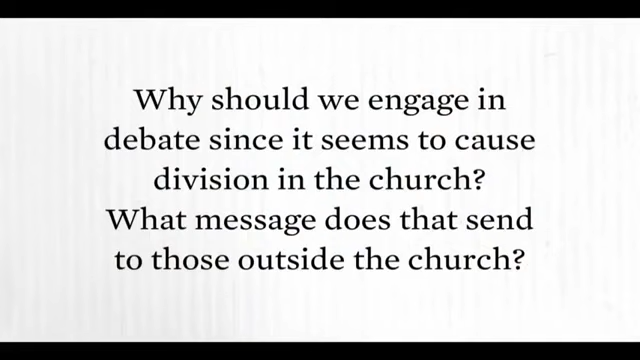 Why should we engage in
debate since it seems to cause
division in the church?
What message does that send
to those outside the church?